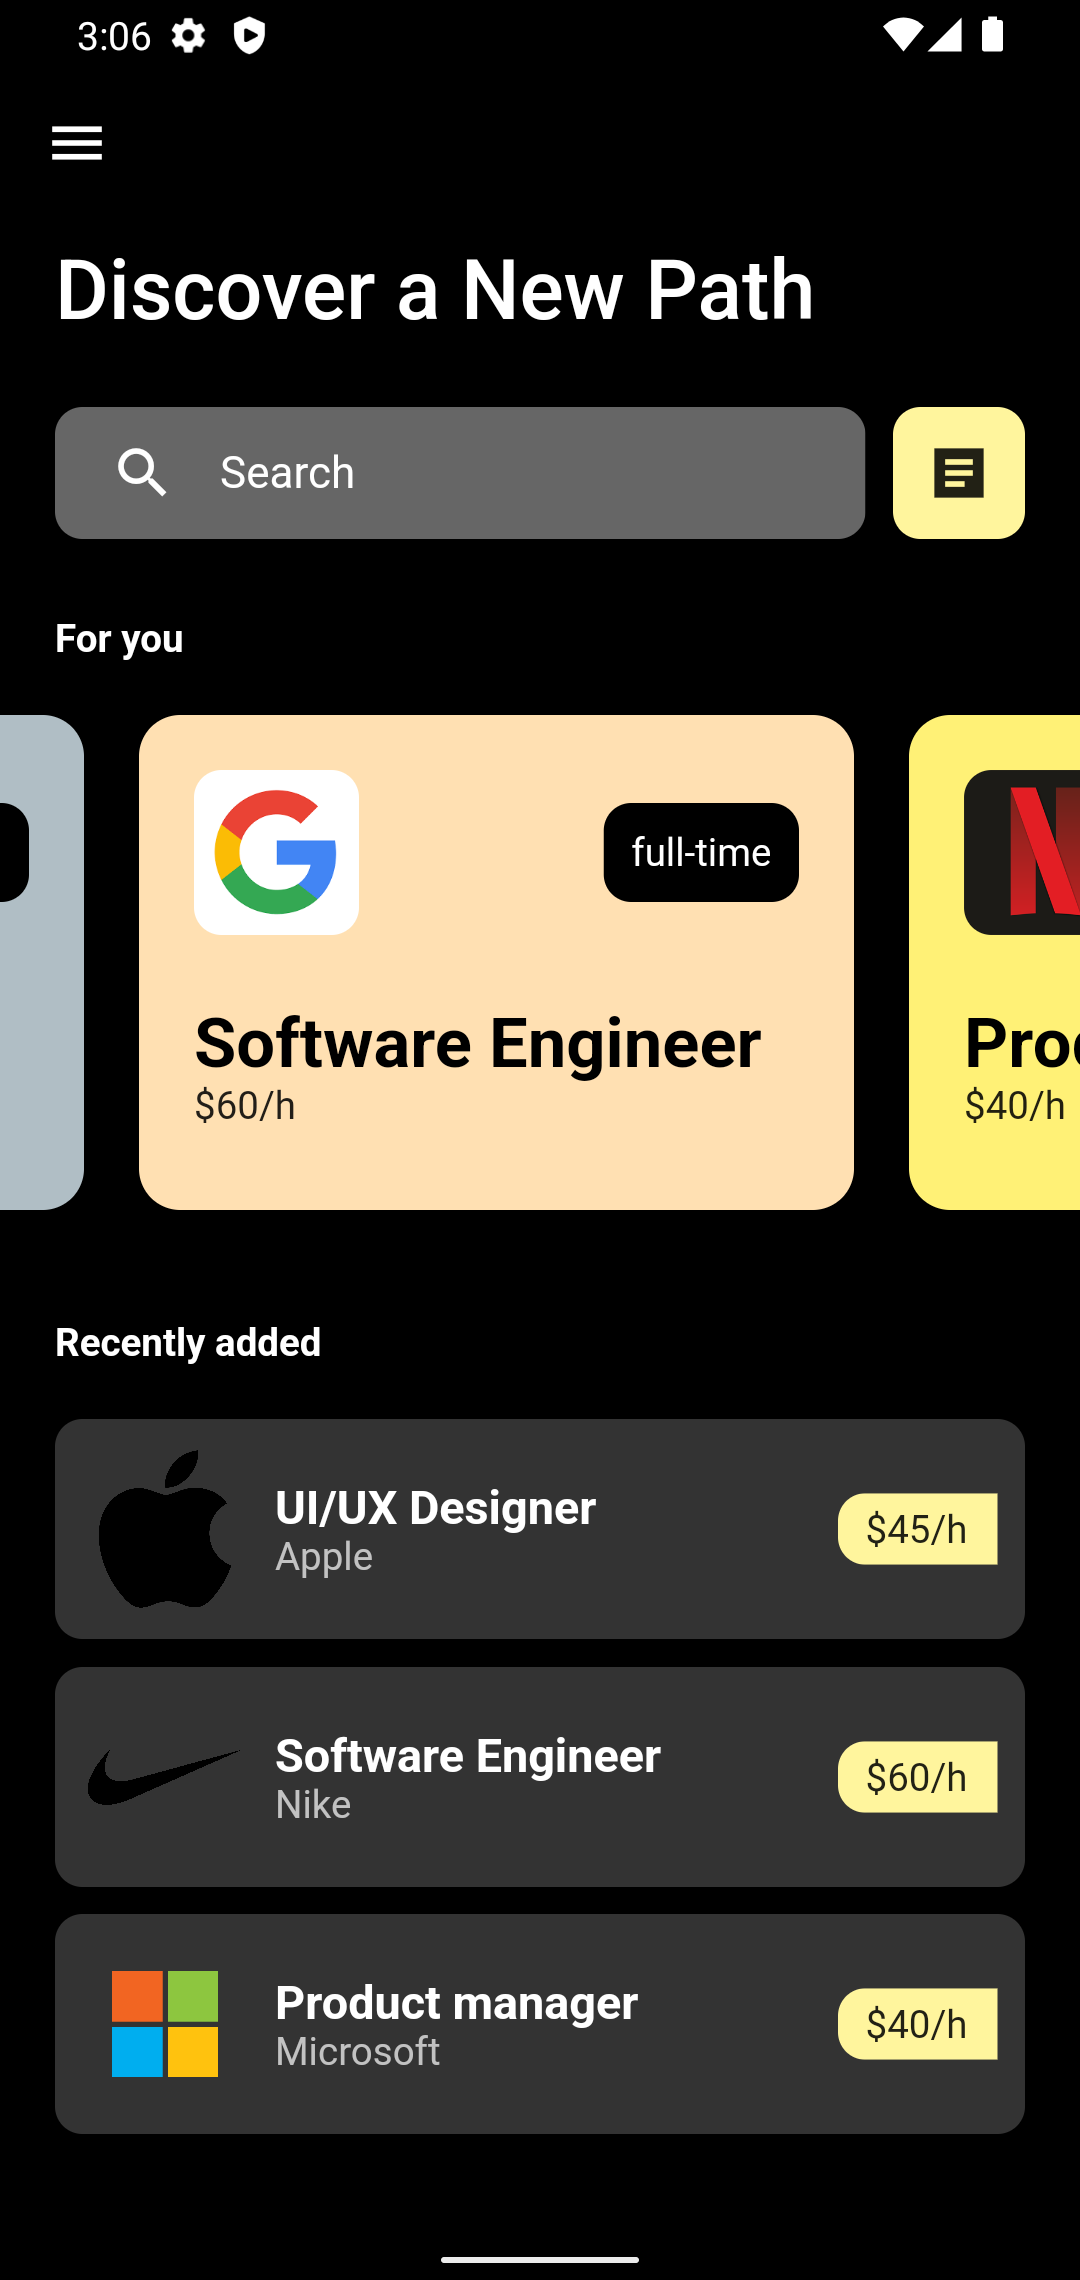 3:06
Discover a New Path
Search
For you
full-time
Software Engineer
$60/h
$40/h
Recently added
UI/UX Designer
Apple
$45/h
Software Engineer
Nike
$60/h
Product manager
Microsoft
$40/h